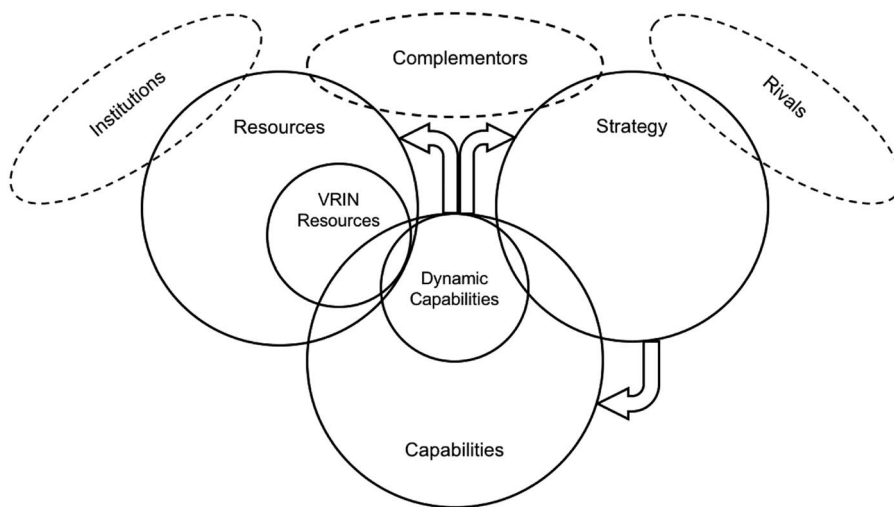 Institutions
Complementors
Rivals
Resources
Strategy
VRIN
Resources
Dynamic
Capabilities
Capabilities